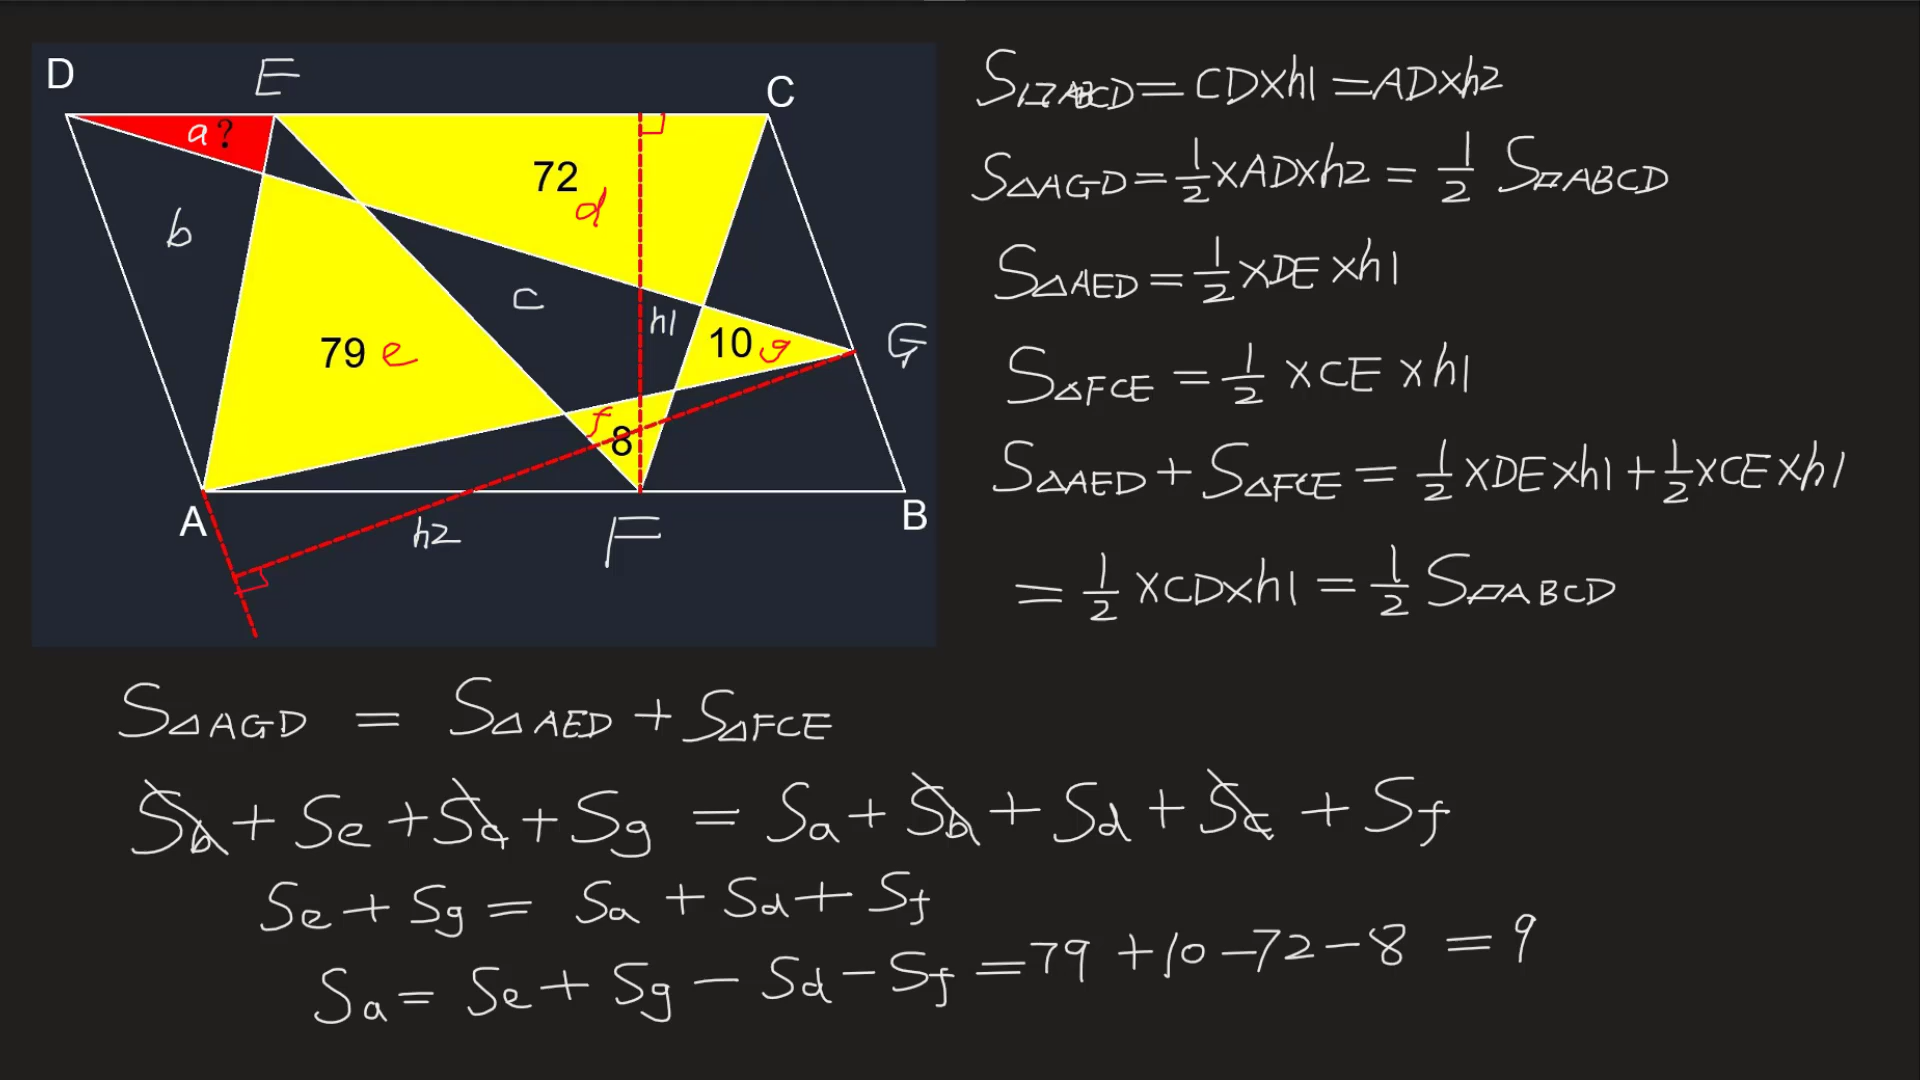 D E C
a ?
72
d
b
c
h1
10 g
G
79 e
f
8
A h2 F B
S▱ABCD = CD×h1 = AD×h2
S△AGD = 1/2 ×AD×h2 = 1/2 S▱ABCD
S△AED = 1/2 ×DE×h1
S△FCE = 1/2 ×CE×h1
S△AED + S△FCE = 1/2 ×DE×h1 + 1/2 ×CE×h1
= 1/2 ×CD×h1 = 1/2 S▱ABCD
S△AGD = S△AED + S△FCE
Sb + Se + Sc + Sg = Sa + Sb + Sd + Sc + Sf
Se + Sg = Sa + Sd + Sf
Sa = Se + Sg − Sd − Sf = 79 + 10 − 72 − 8 = 9